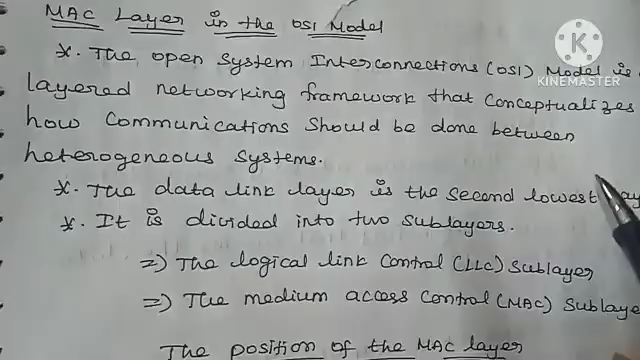 MAC Layer in the OSI Model
*. The open System Interconnections (OSI) Model is
layered networking framework that conceptualizes
how communications should be done between
heterogeneous systems.
*. The data link layer is the second lowest
*. It is divided into two sublayers.
=) The logical link control (LLC) Sublayer
=) The medium access control (MAC) Sublaye
The position of the MAC layer
K
KINEMASTER